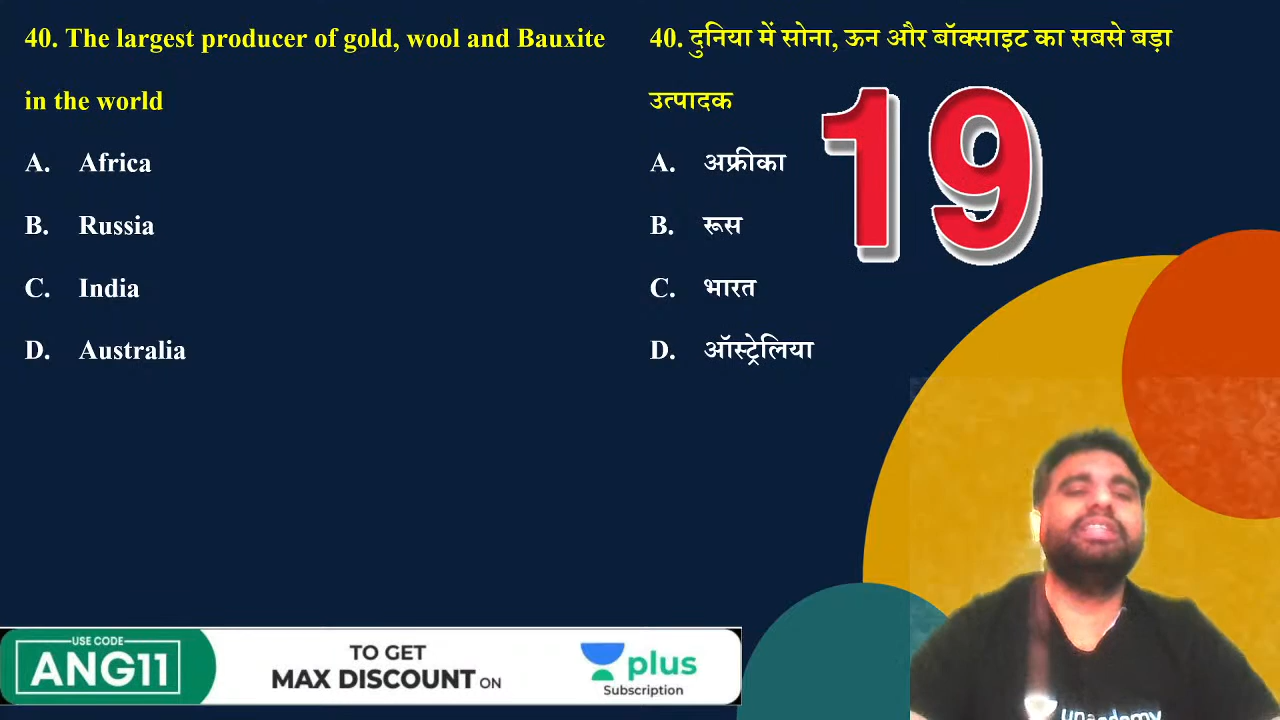 40. The largest producer of gold, wool and Bauxite
in the world
A. Africa
B. Russia
C. India
D. Australia
40. दुनिया में सोना, ऊन और बॉक्साइट का सबसे बड़ा
उत्पादक
A. अफ्रीका
B. रूस
C. भारत
D. ऑस्ट्रेलिया
19
USE CODE
ANG11
TO GET
MAX DISCOUNT ON
plus
Subscription
unacademy